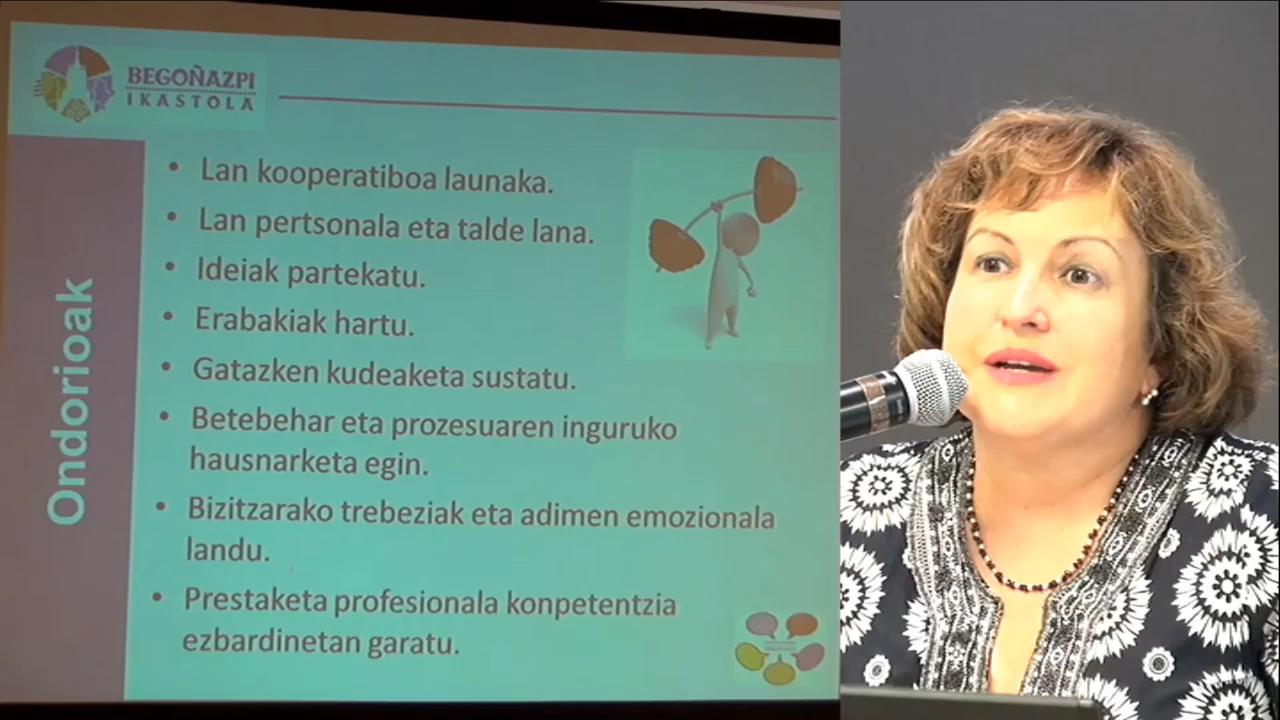 BEGOÑAZPI
IKASTOLA
Ondorioak
• Lan kooperatiboa launaka.
• Lan pertsonala eta talde lana.
• Ideiak partekatu.
• Erabakiak hartu.
• Gatazken kudeaketa sustatu.
• Betebehar eta prozesuaren inguruko
hausnarketa egin.
• Bizitzarako trebeziak eta adimen emozionala
landu.
• Prestaketa profesionala konpetentzia
ezbardinetan garatu.